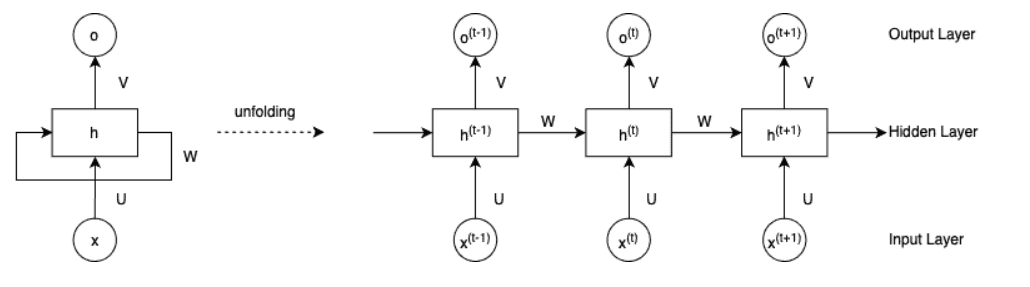 o
V
h
W
U
x
unfolding
o(t-1) o(t) o(t+1) Output Layer
V V V
W W
h(t-1) h(t) h(t+1) Hidden Layer
U U U
x(t-1) x(t) x(t+1) Input Layer